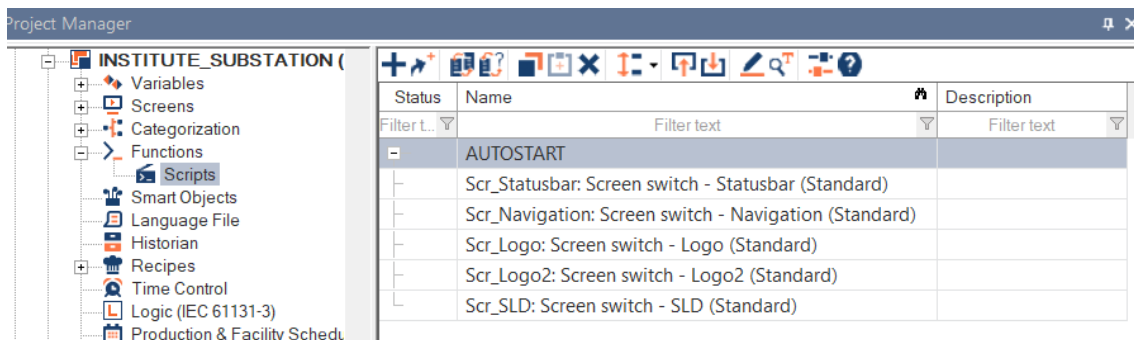 Project Manager
INSTITUTE_SUBSTATION (
Variables
Screens
Categorization
Functions
Scripts
Smart Objects
Language File
Historian
Recipes
Time Control
Logic (IEC 61131-3)
Production & Facility Schedu
Status Name Description
Filter t... Filter text Filter text
AUTOSTART
Scr_Statusbar: Screen switch - Statusbar (Standard)
Scr_Navigation: Screen switch - Navigation (Standard)
Scr_Logo: Screen switch - Logo (Standard)
Scr_Logo2: Screen switch - Logo2 (Standard)
Scr_SLD: Screen switch - SLD (Standard)